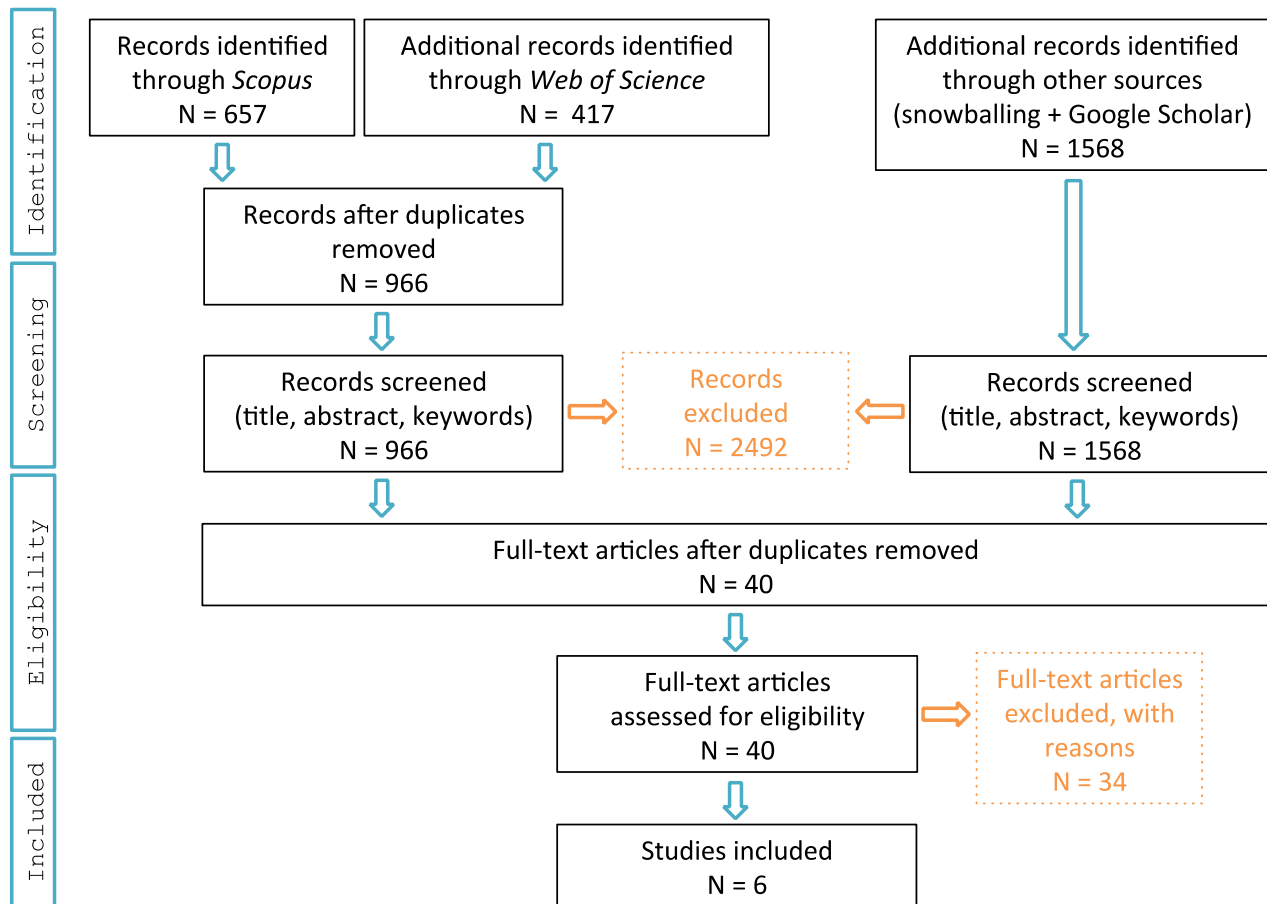 Identification
Records identified
through Scopus
N = 657
Additional records identified
through Web of Science
N = 417
Additional records identified
through other sources
(snowballing + Google Scholar)
N = 1568
Records after duplicates
removed
N = 966
Screening
Records screened
(title, abstract, keywords)
N = 966
Records
excluded
N = 2492
Records screened
(title, abstract, keywords)
N = 1568
Eligibility
Full-text articles after duplicates removed
N = 40
Full-text articles
assessed for eligibility
N = 40
Full-text articles
excluded, with
reasons
N = 34
Included
Studies included
N = 6